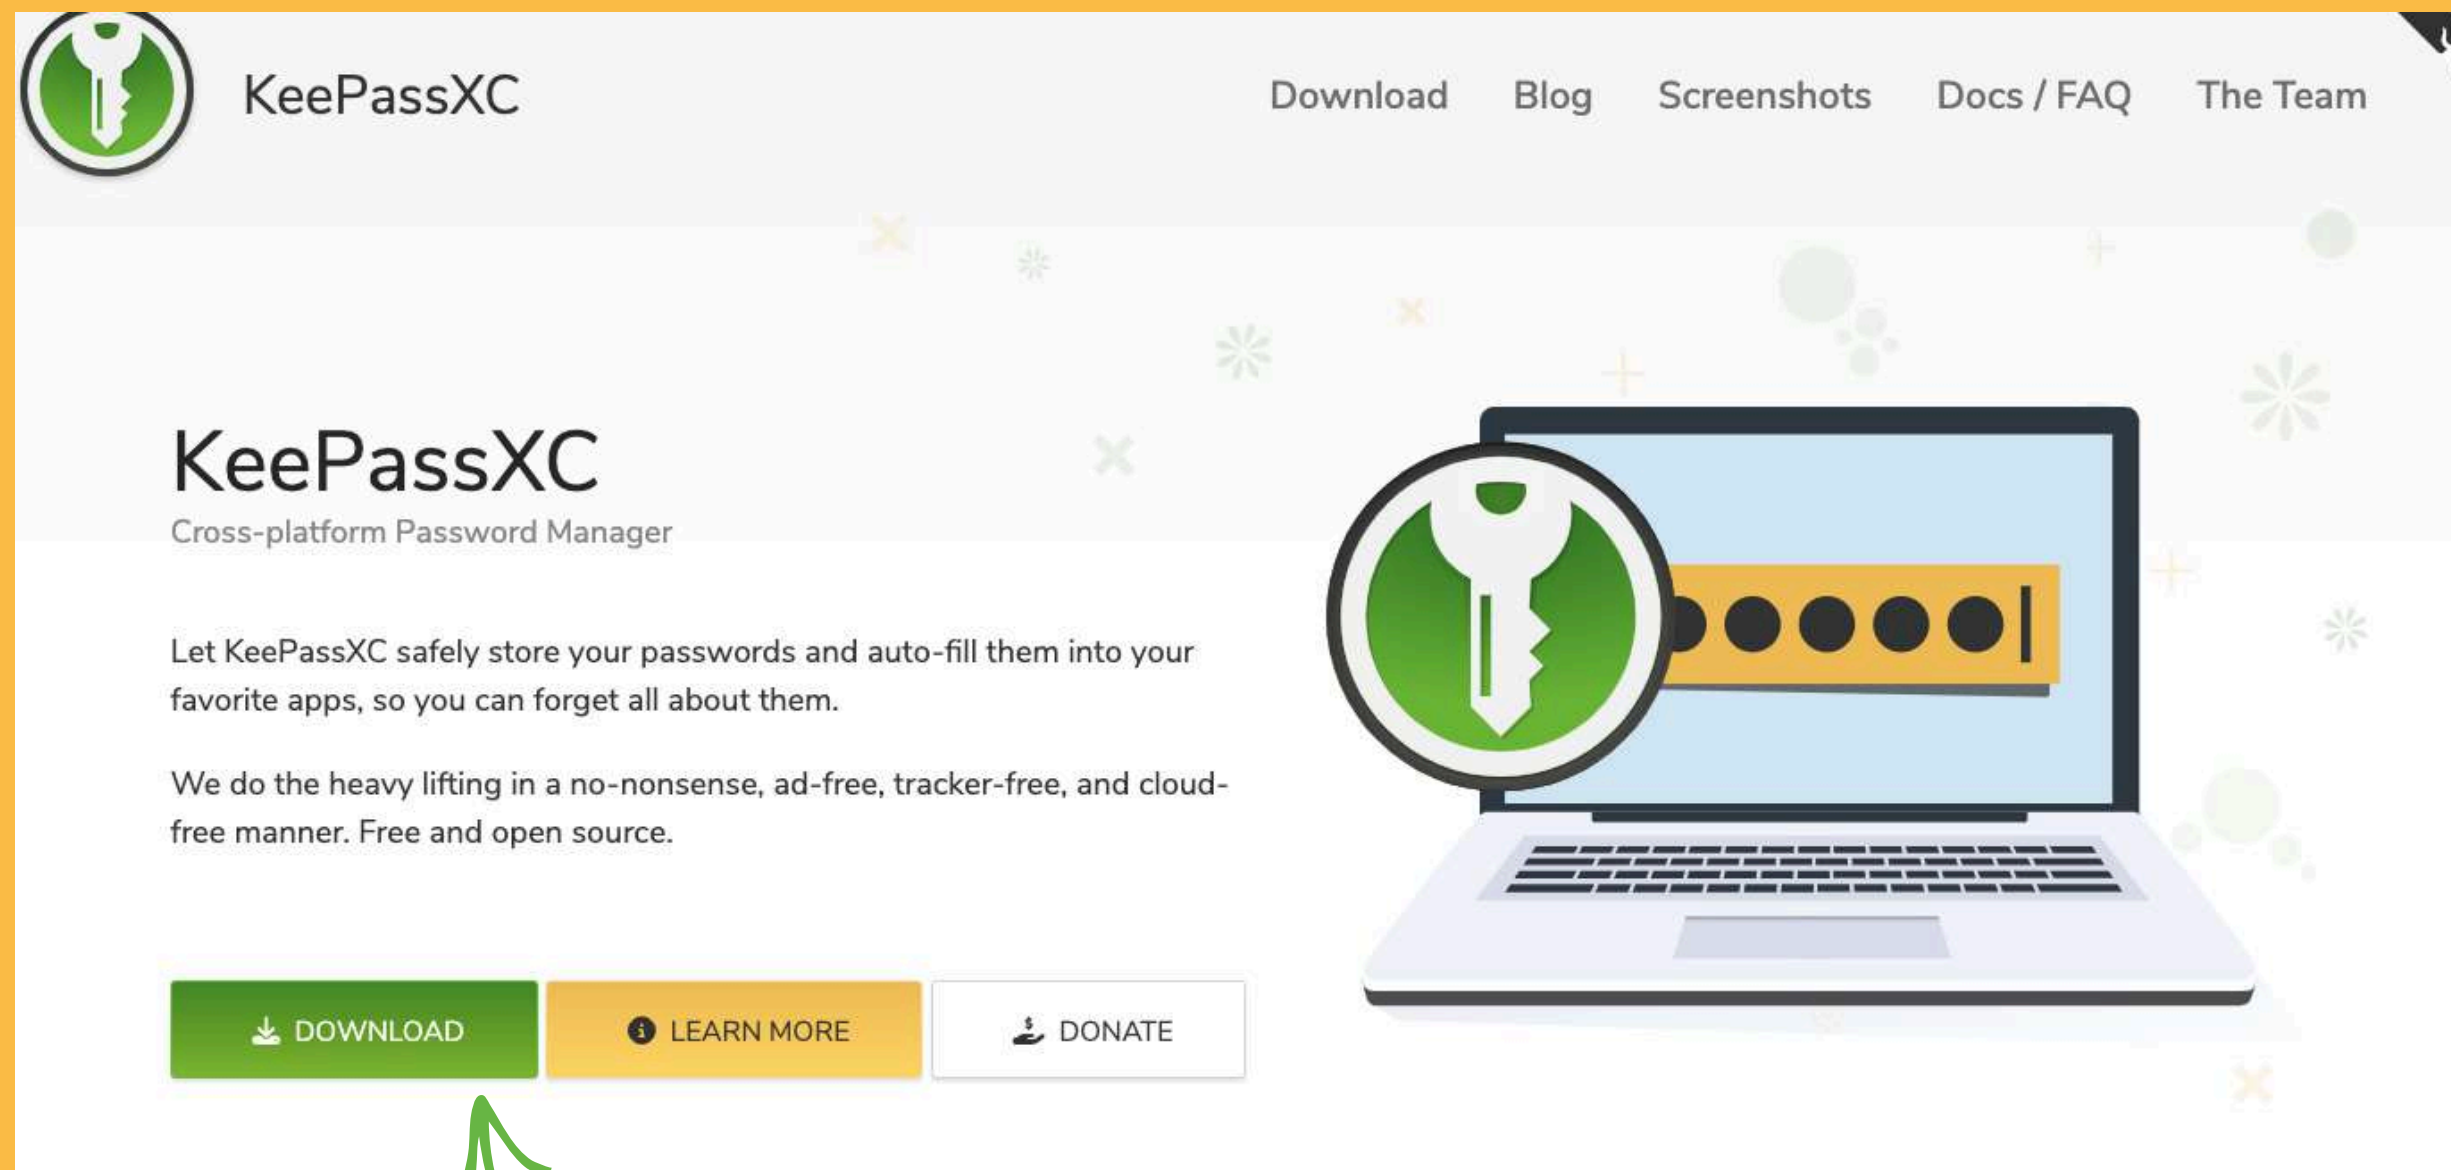 KeePassXC
Download Blog Screenshots Docs / FAQ The Team
KeePassXC
Cross-platform Password Manager
Let KeePassXC safely store your passwords and auto-fill them into your
favorite apps, so you can forget all about them.
We do the heavy lifting in a no-nonsense, ad-free, tracker-free, and cloud-
free manner. Free and open source.
DOWNLOAD LEARN MORE DONATE